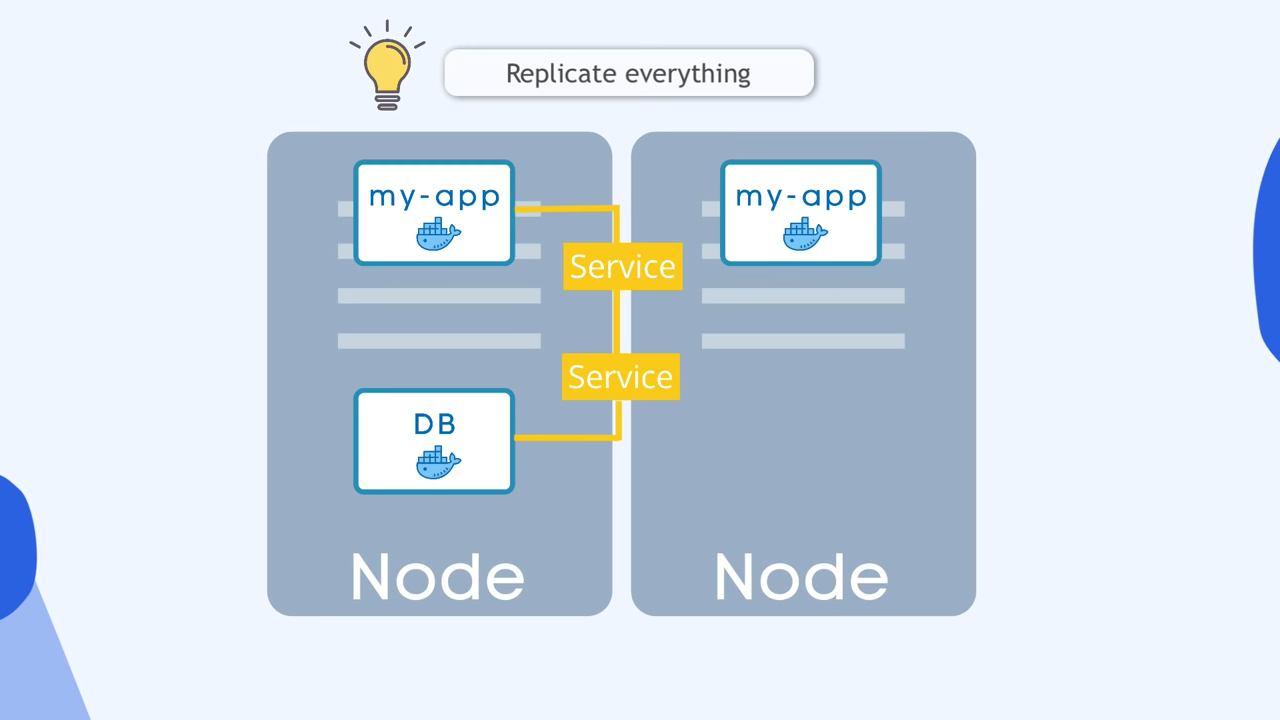 Replicate everything
my-app
my-app
Service
Service
DB
Node
Node